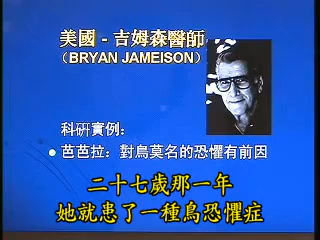 美國 - 吉姆森醫師
（BRYAN JAMEISON）
科研實例：
芭芭拉：對鳥莫名的恐懼有前因
二十七歲那一年
她就患了一種鳥恐懼症